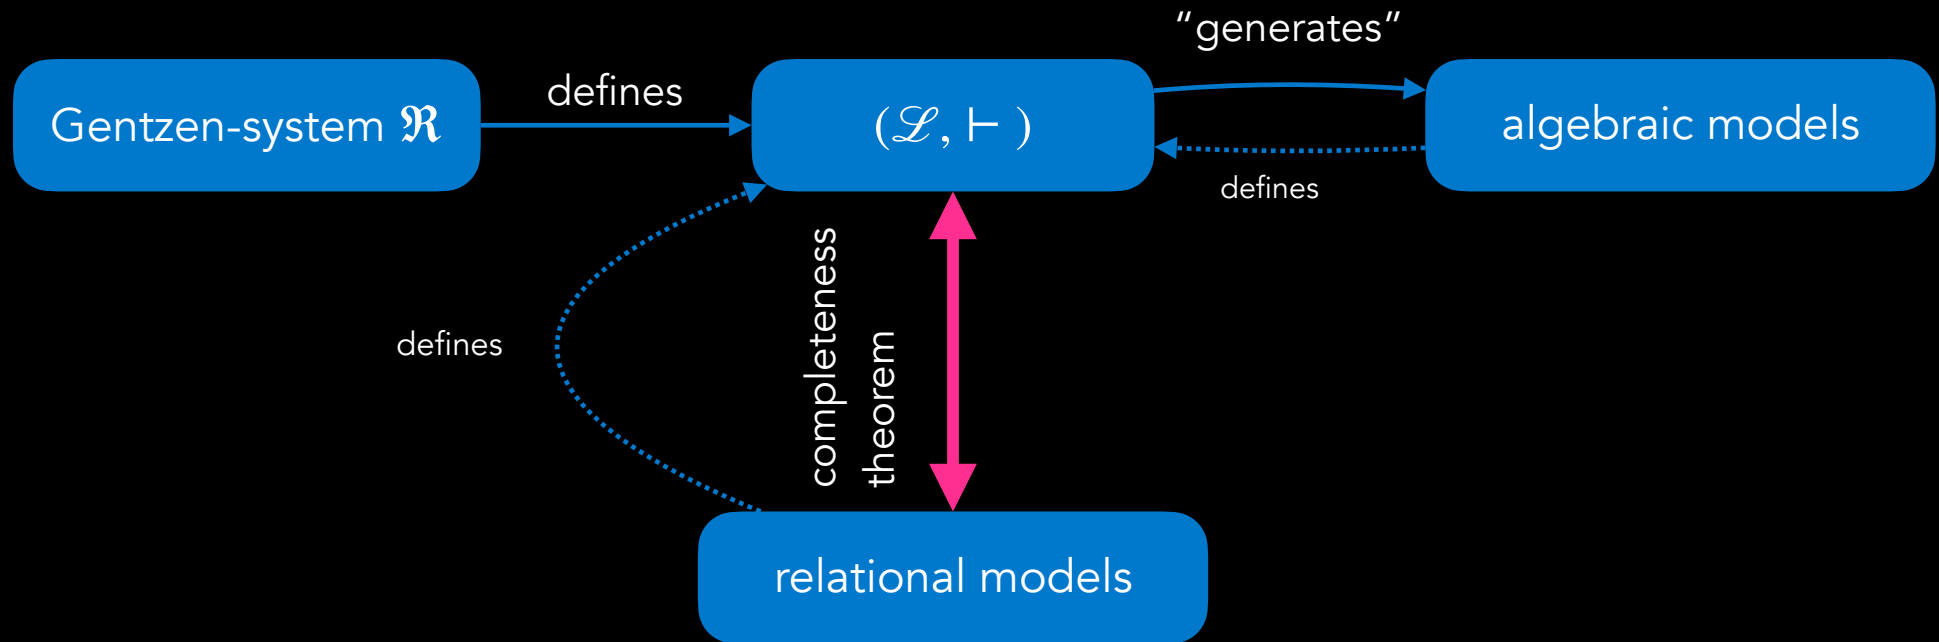 “generates”
Gentzen-system ℜ
defines
(ℒ, ⊢ )
algebraic models
defines
defines
completeness
theorem
relational models